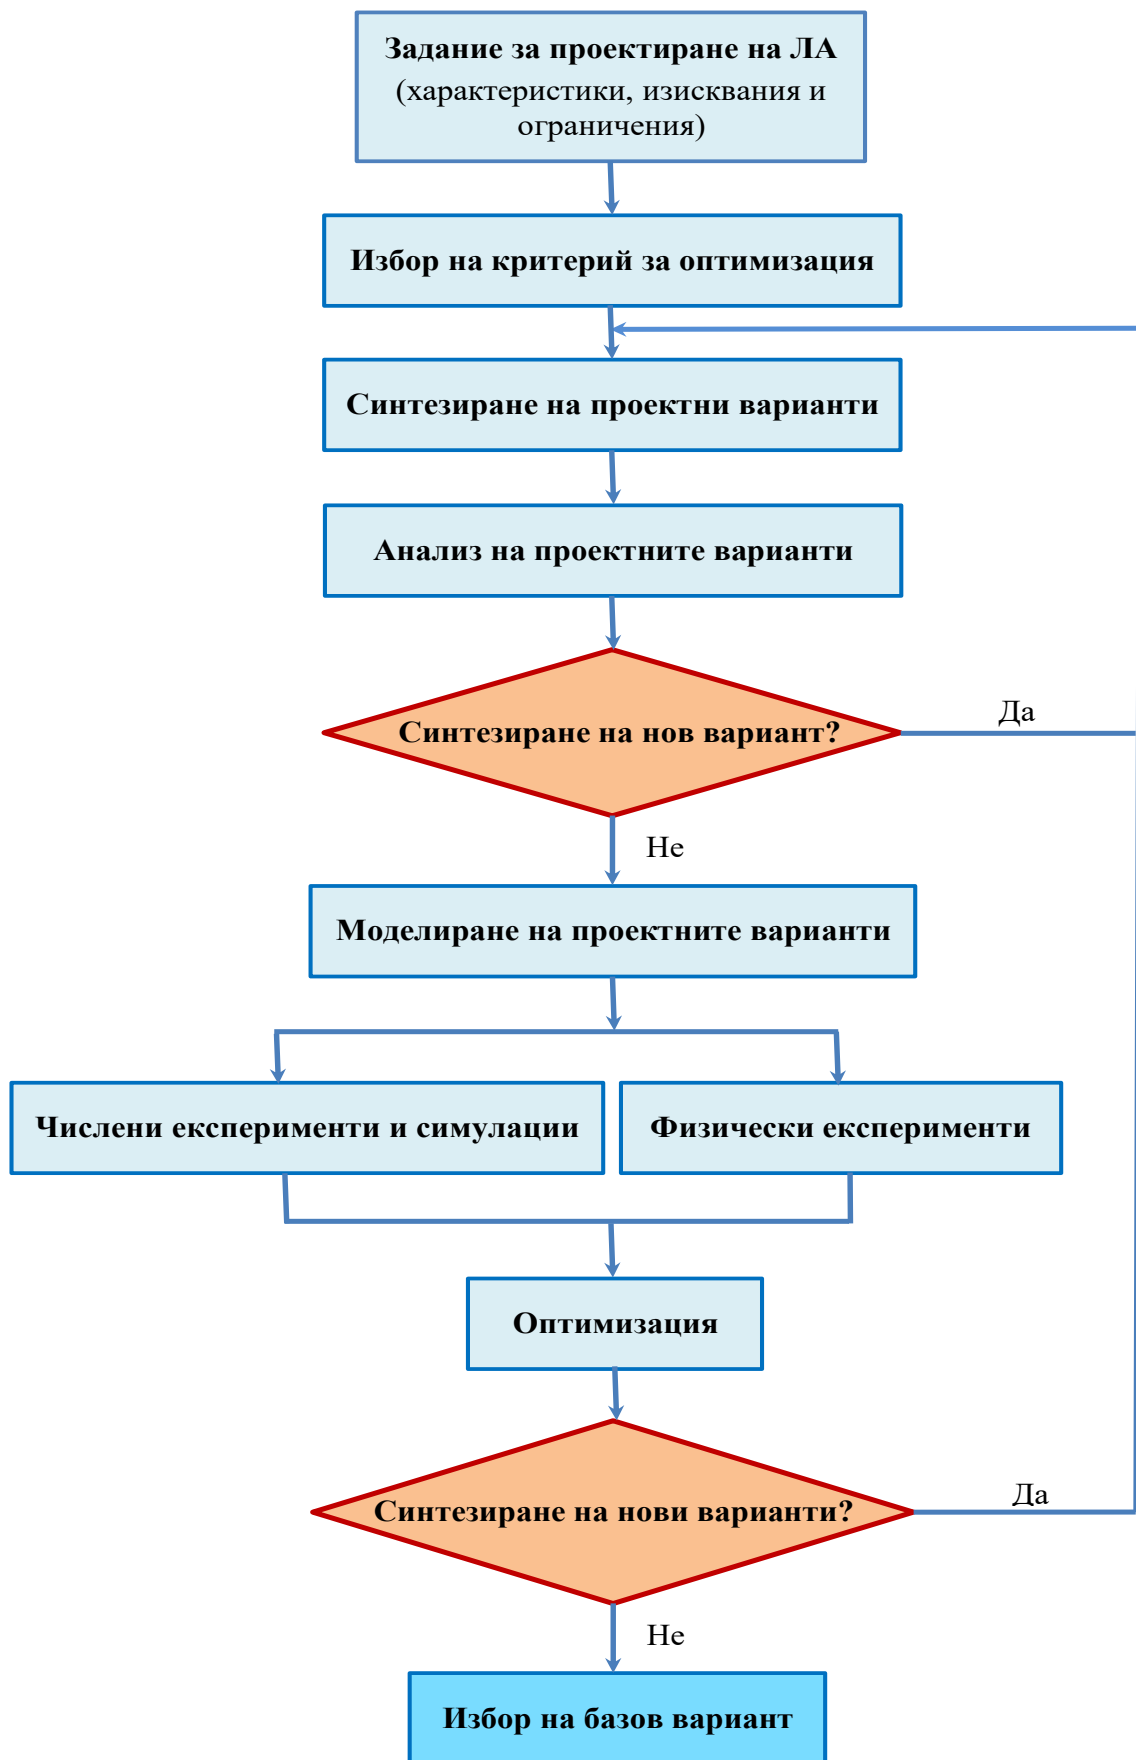 Задание за проектиране на ЛА
(характеристики, изисквания и
ограничения)
Избор на критерий за оптимизация
Синтезиране на проектни варианти
Анализ на проектните варианти
Синтезиране на нов вариант?
Да
Не
Моделиране на проектните варианти
Числени експерименти и симулации
Физически експерименти
Оптимизация
Синтезиране на нови варианти?
Да
Не
Избор на базов вариант